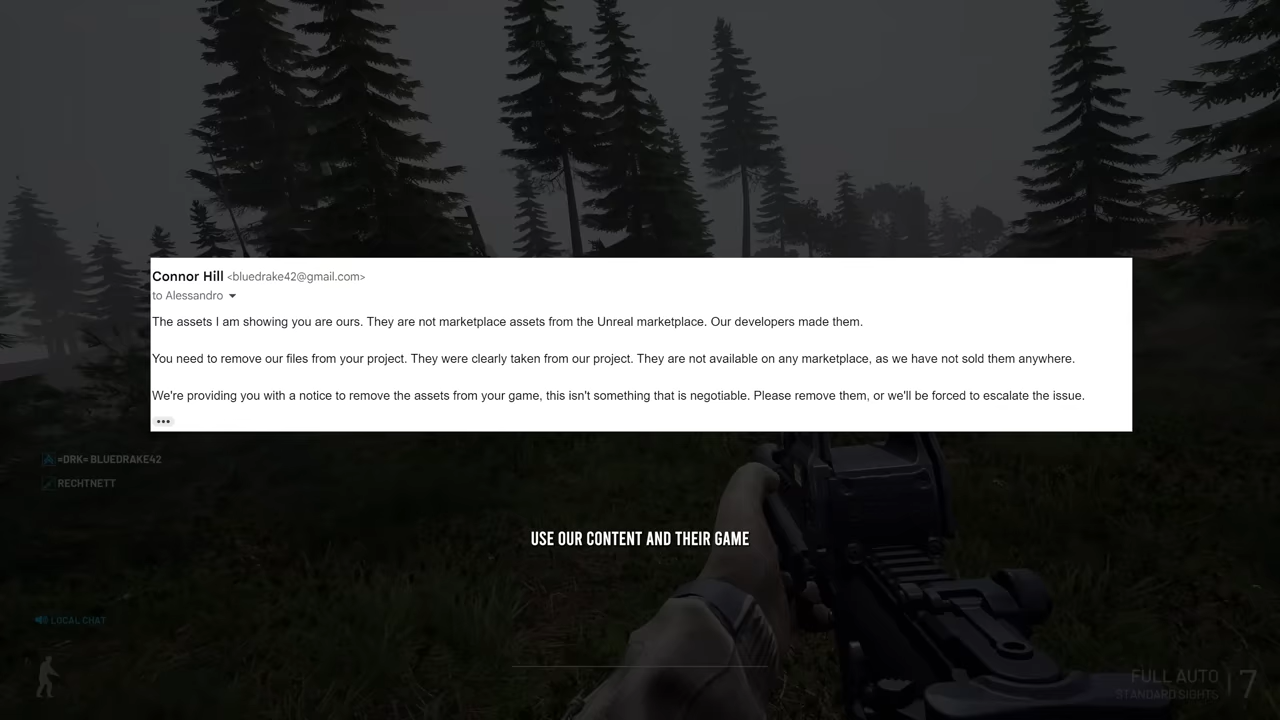 Connor Hill <bluedrake42@gmail.com>
to Alessandro
The assets I am showing you are ours. They are not marketplace assets from the Unreal marketplace. Our developers made them.
You need to remove our files from your project. They were clearly taken from our project. They are not available on any marketplace, as we have not sold them anywhere.
We're providing you with a notice to remove the assets from your game, this isn't something that is negotiable. Please remove them, or we'll be forced to escalate the issue.
=DRK= BLUEDRAKE42
RECHTNETT
USE OUR CONTENT AND THEIR GAME
LOCAL CHAT
FULL AUTO
STANDARD SIGHTS
7